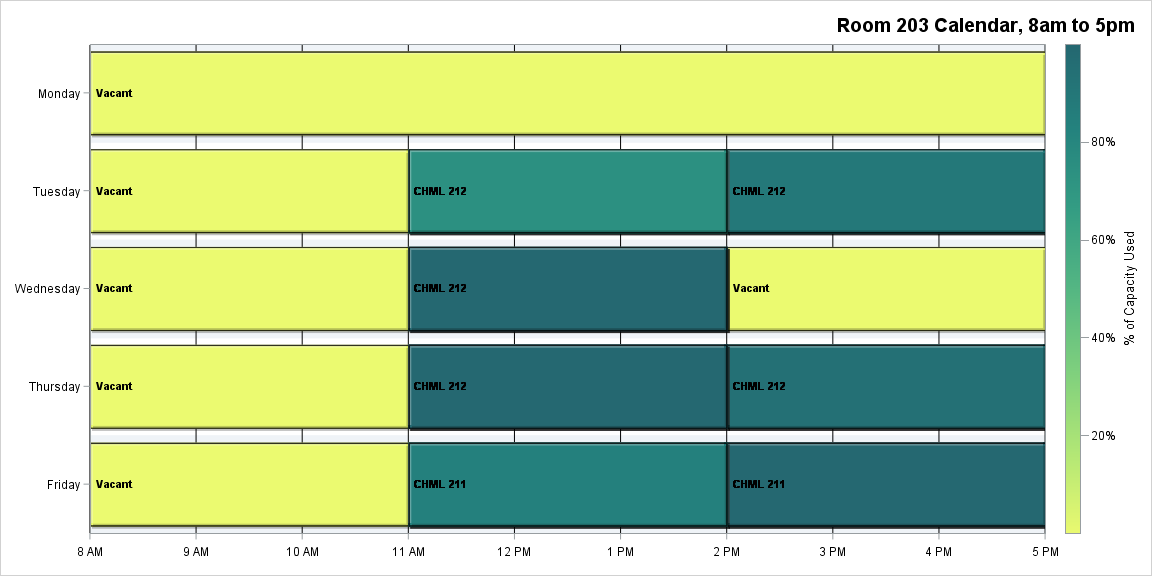 Room 203 Calendar, 8am to 5pm
Monday
Vacant
Tuesday
Vacant
CHML 212
CHML 212
Wednesday
Vacant
CHML 212
Vacant
Thursday
Vacant
CHML 212
CHML 212
Friday
Vacant
CHML 211
CHML 211
8 AM
9 AM
10 AM
11 AM
12 PM
1 PM
2 PM
3 PM
4 PM
5 PM
80%
60%
40%
20%
% of Capacity Used